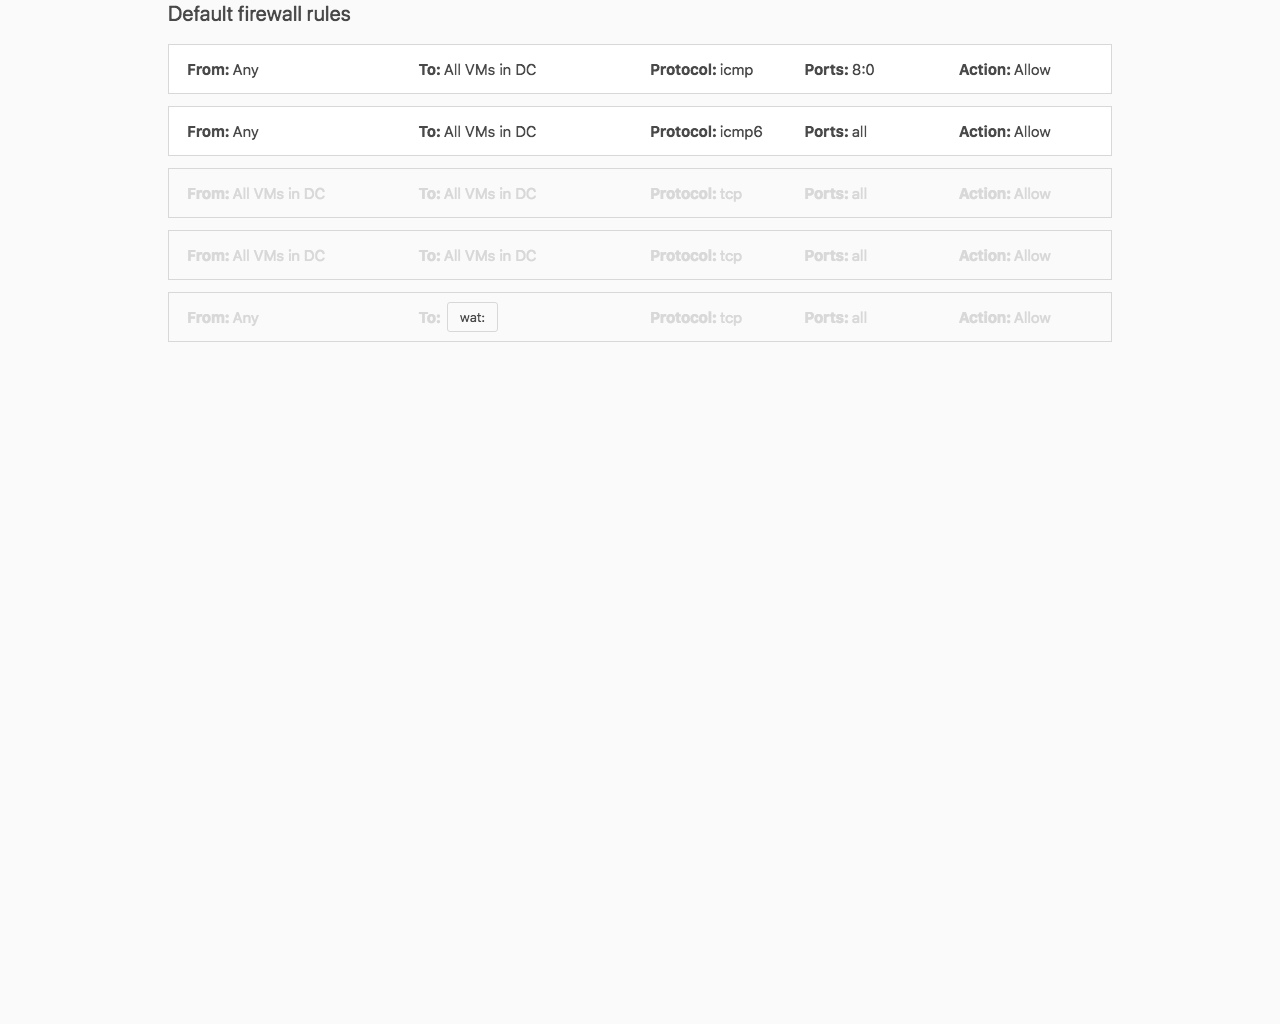 Default firewall rules
From: Any To: All VMs in DC Protocol: icmp Ports: 8:0 Action: Allow
From: Any To: All VMs in DC Protocol: icmp6 Ports: all Action: Allow
From: All VMs in DC To: All VMs in DC Protocol: tcp Ports: all Action: Allow
From: All VMs in DC To: All VMs in DC Protocol: tcp Ports: all Action: Allow
From: Any To: wat: Protocol: tcp Ports: all Action: Allow